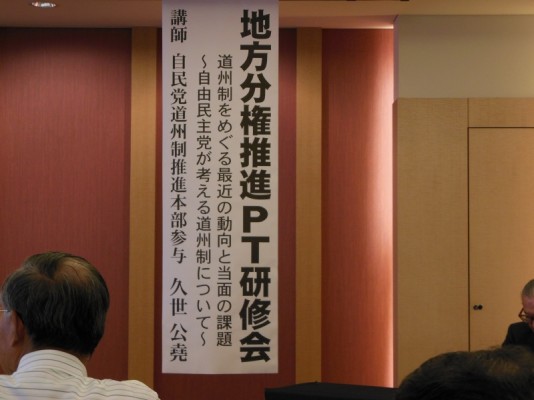 地方分権推進PT研修会
道州制をめぐる最近の動向と当面の課題
～自由民主党が考える道州制について～
講師 自民党道州制推進本部参与 久世公堯